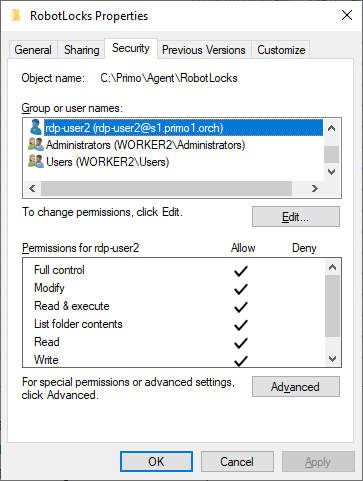 RobotLocks Properties
General Sharing Security Previous Versions Customize
Object name: C:\Primo\Agent\RobotLocks
Group or user names:
rdp-user2 (rdp-user2@s1.primo1.orch)
Administrators (WORKER2\Administrators)
Users (WORKER2\Users)
To change permissions, click Edit.
Edit...
Permissions for rdp-user2 Allow Deny
Full control
Modify
Read & execute
List folder contents
Read
Write
For special permissions or advanced settings,
click Advanced.
Advanced
OK Cancel Apply